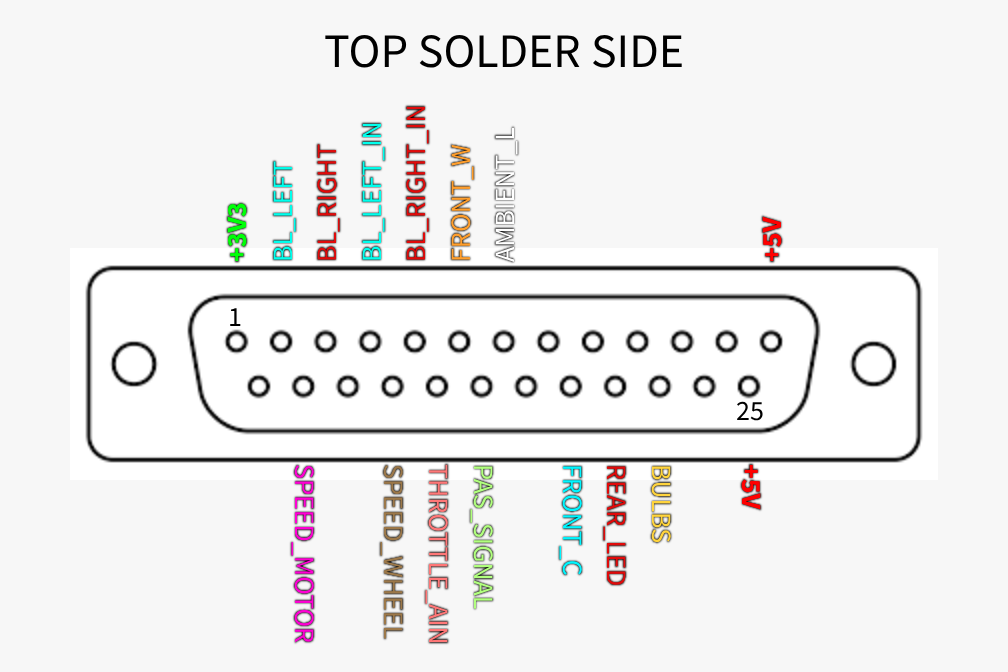 TOP SOLDER SIDE
+3V3
BL_LEFT
BL_RIGHT
BL_LEFT_IN
BL_RIGHT_IN
FRONT_W
AMBIENT_L
+5V
1
25
SPEED_MOTOR
SPEED_WHEEL
THROTTLE_AIN
PAS_SIGNAL
FRONT_C
REAR_LED
BULBS
+5V